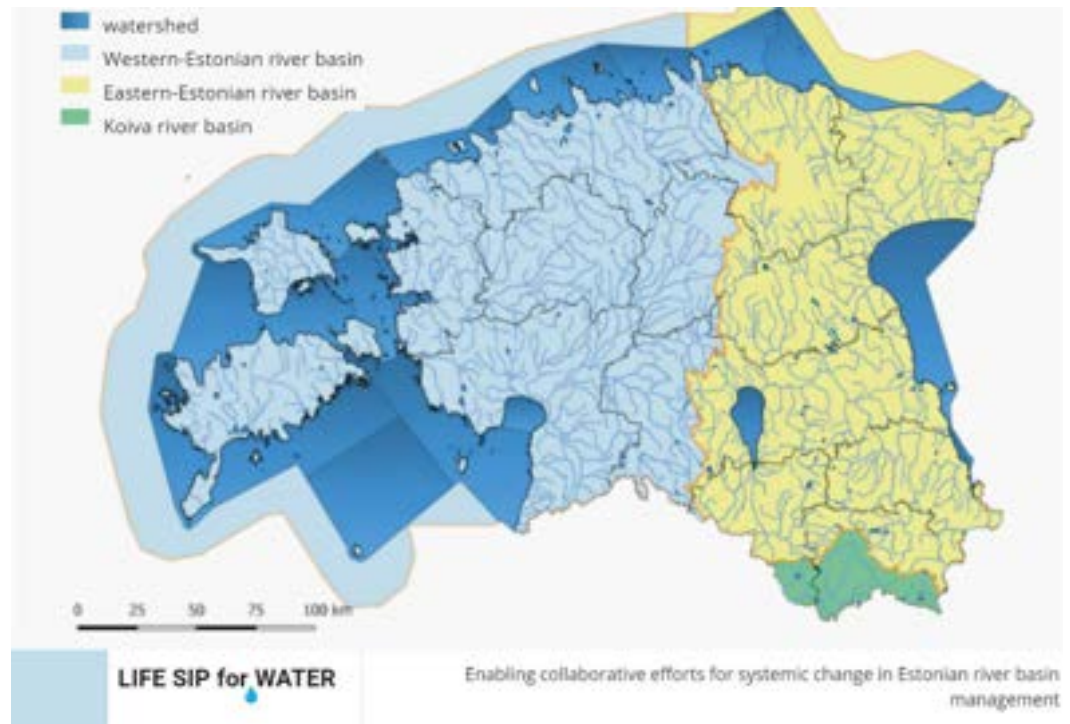 watershed
Western-Estonian river basin
Eastern-Estonian river basin
Koiva river basin
0 25 50 75 100 km
LIFE SIP for WATER
Enabling collaborative efforts for systemic change in Estonian river basin
management